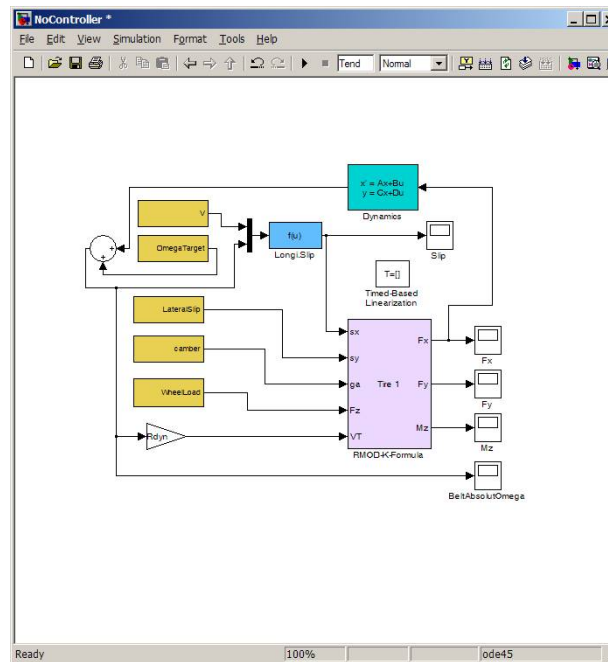 NoController *
File Edit View Simulation Format Tools Help
Tend Normal
x' = Ax+Bu
y = Cx+Du
Dynamics
V
OmegaTarget
f(u)
Longi.Slip
Slip
T=[]
Timed-Based
Linearization
LateralSlip
camber
WheelLoad
Rdyn
sx
sy
ga
Fz
VT
Tire 1
Fx
Fy
Mz
RMOD-K-Formula
Fx
Fy
Mz
BeltAbsolutOmega
Ready 100% ode45